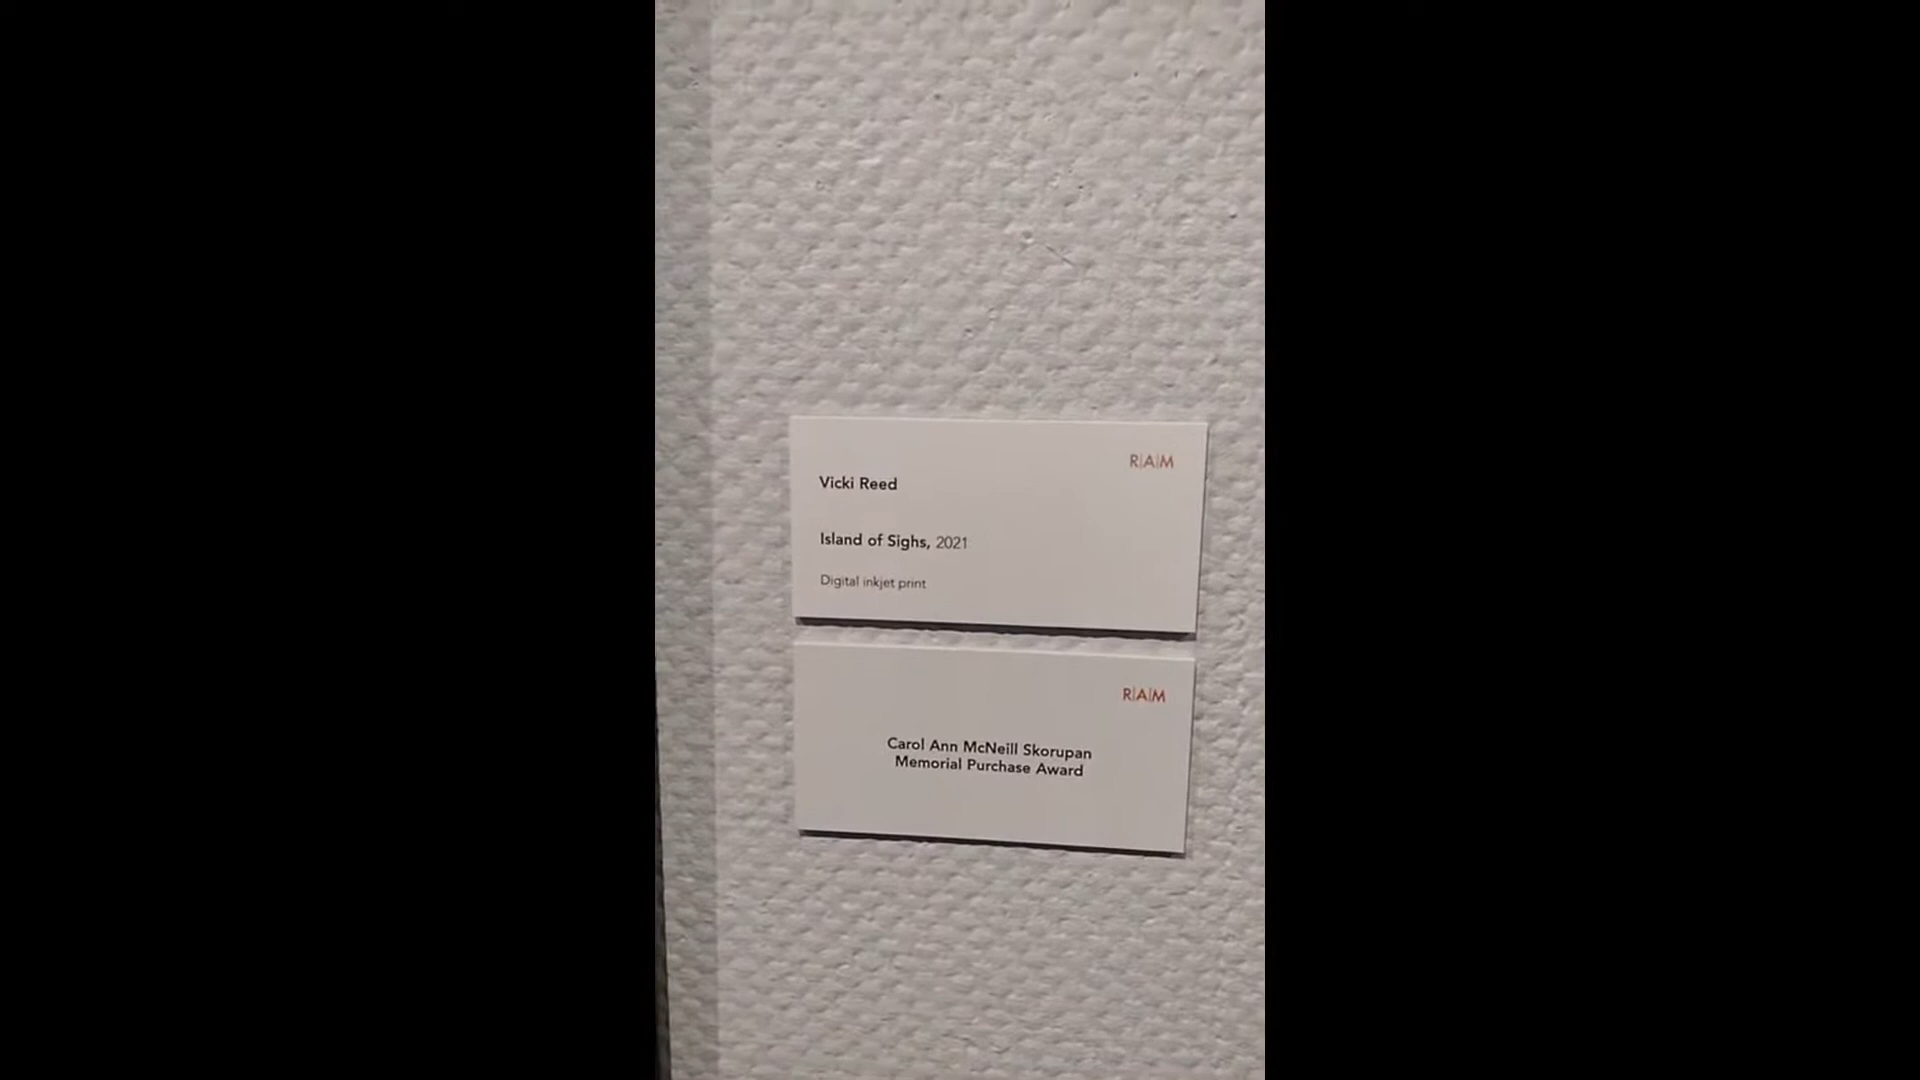 R|A|M
Vicki Reed
Island of Sighs, 2021
Digital inkjet print
R|A|M
Carol Ann McNeill Skorupan
Memorial Purchase Award